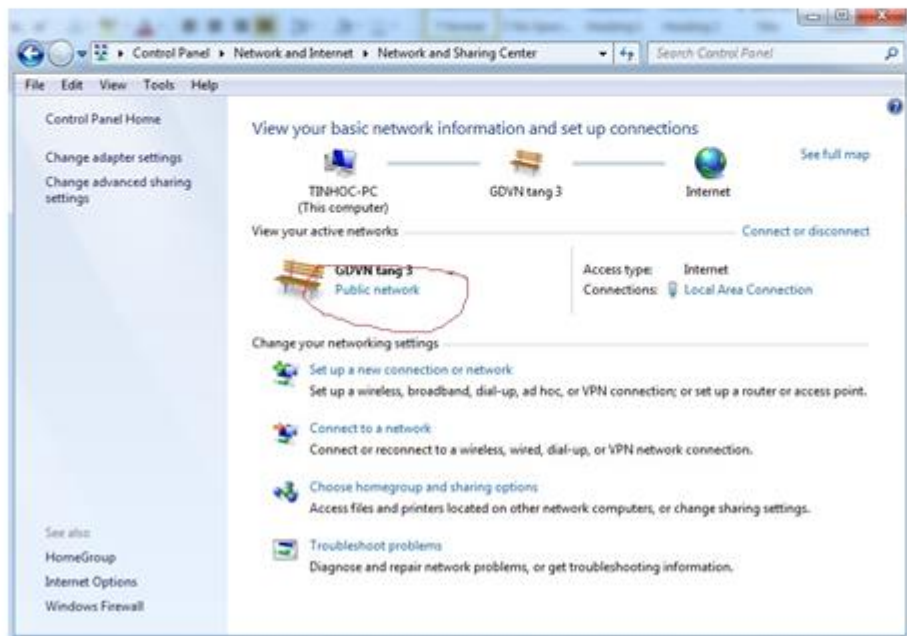 Control Panel ▸ Network and Internet ▸ Network and Sharing Center
Search Control Panel
File Edit View Tools Help
Control Panel Home
Change adapter settings
Change advanced sharing
settings
See also
HomeGroup
Internet Options
Windows Firewall
View your basic network information and set up connections
See full map
TINHOC-PC
(This computer)
GDVN tang 3
Internet
View your active networks
Connect or disconnect
GDVN tang 3
Public network
Access type: Internet
Connections: Local Area Connection
Change your networking settings
Set up a new connection or network
Set up a wireless, broadband, dial-up, ad hoc, or VPN connection; or set up a router or access point.
Connect to a network
Connect or reconnect to a wireless, wired, dial-up, or VPN network connection.
Choose homegroup and sharing options
Access files and printers located on other network computers, or change sharing settings.
Troubleshoot problems
Diagnose and repair network problems, or get troubleshooting information.